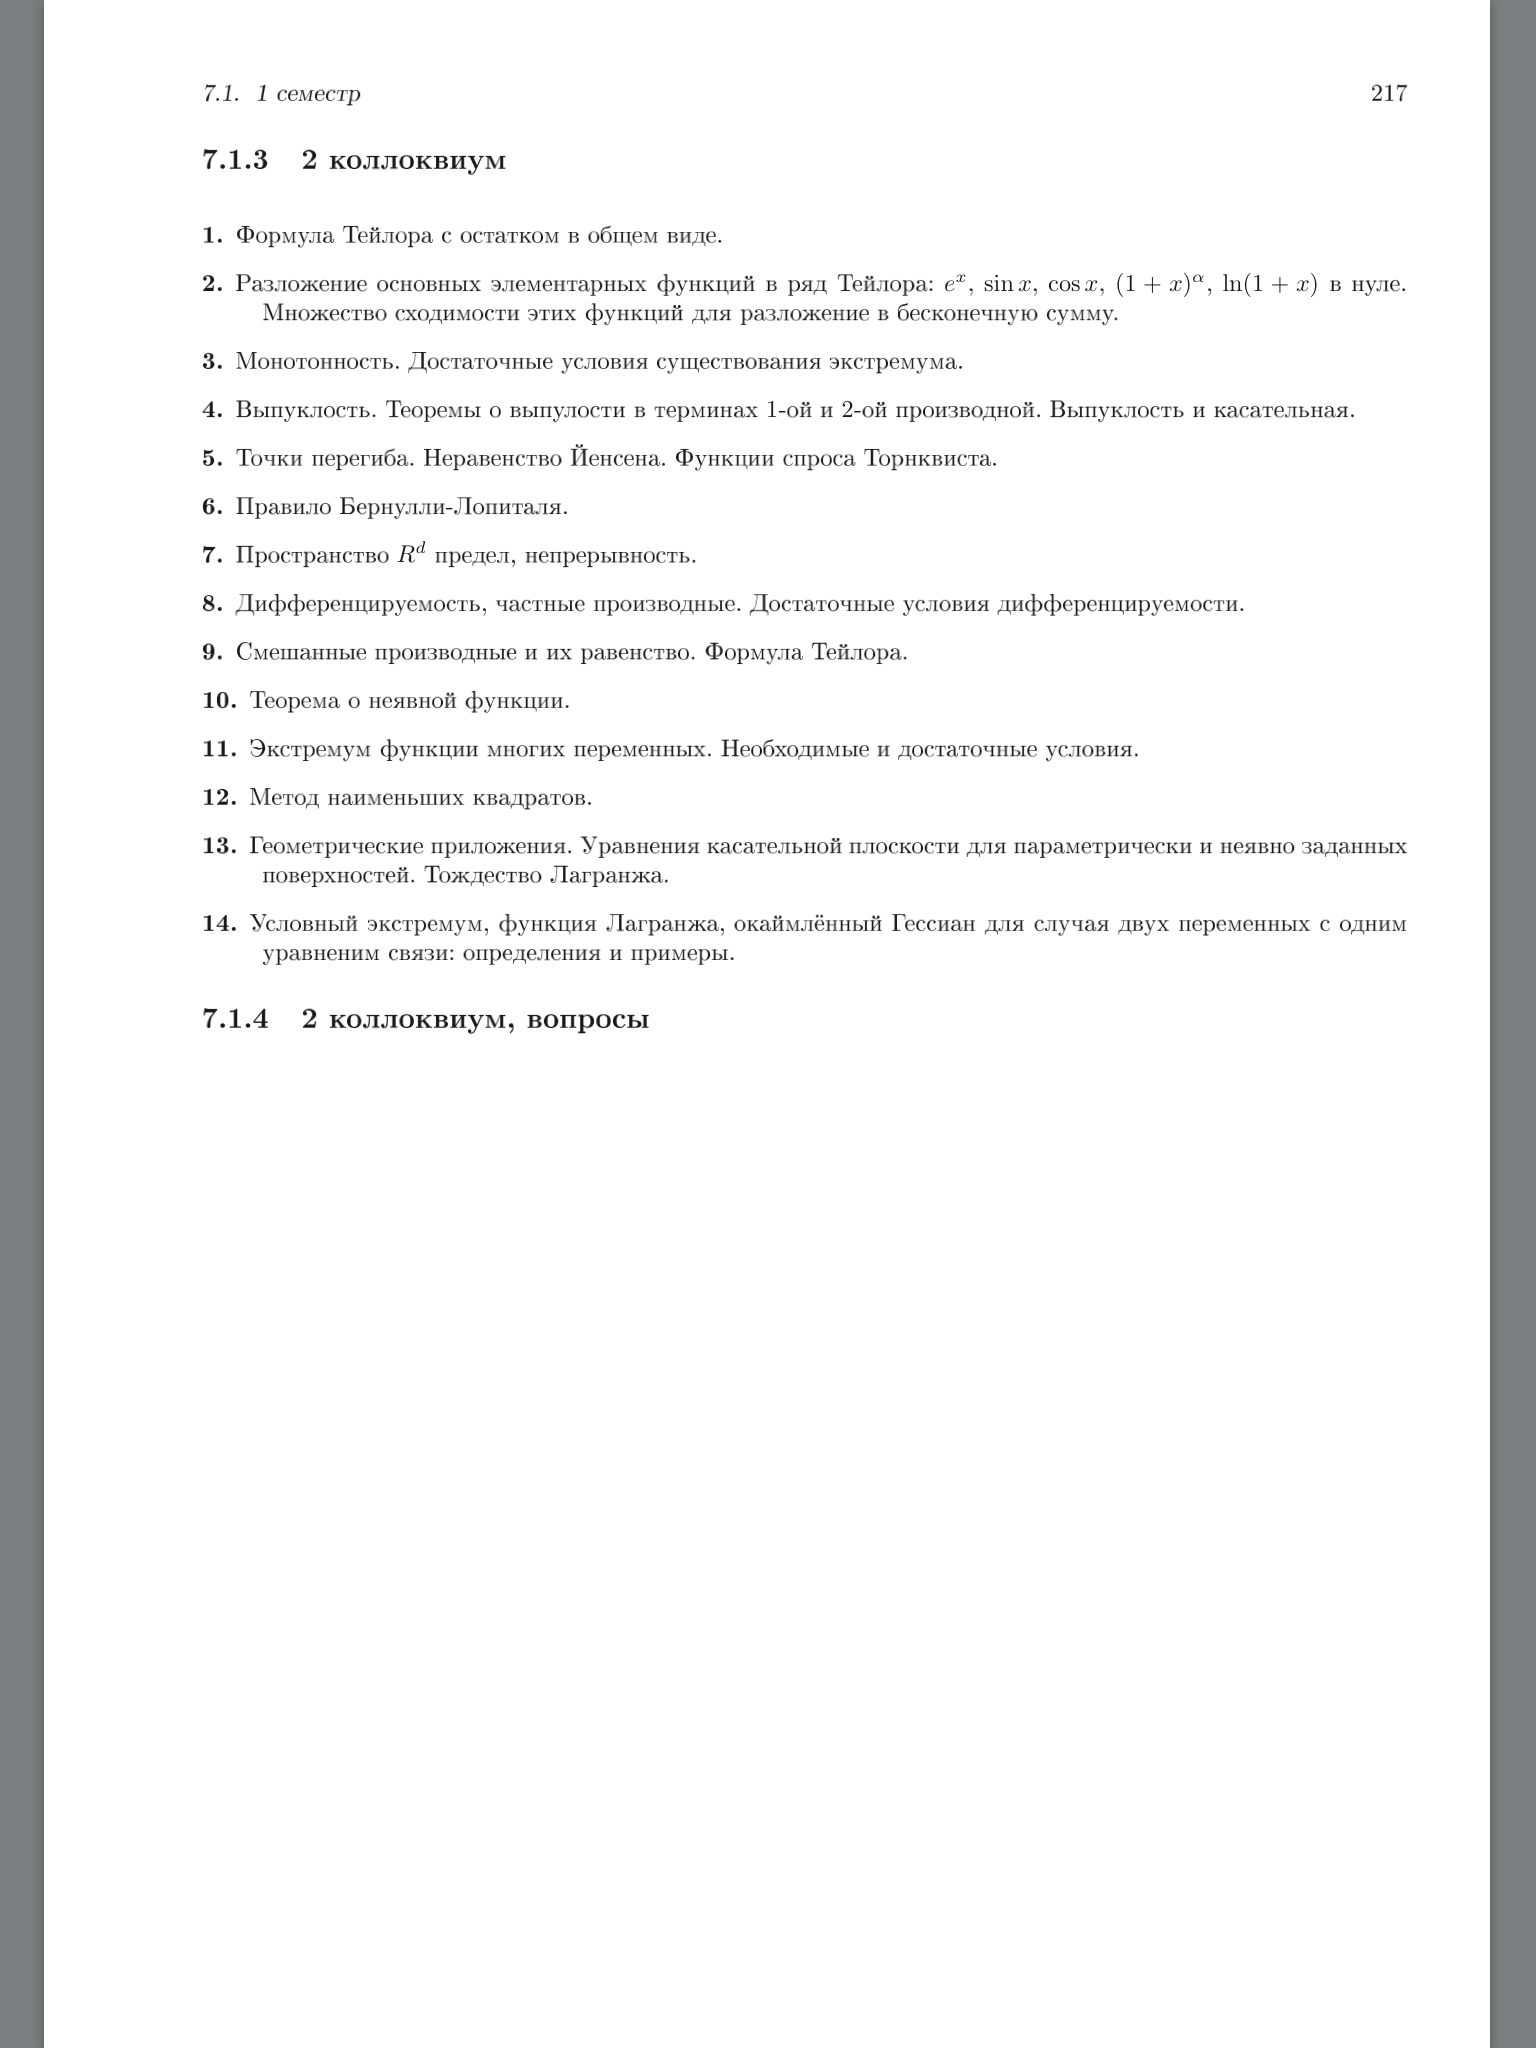 7.1. 1 семестр 217
7.1.3 2 коллоквиум
1. Формула Тейлора с остатком в общем виде.
2. Разложение основных элементарных функций в ряд Тейлора: eˣ, sin x, cos x, (1 + x)^α, ln(1 + x) в нуле.
Множество сходимости этих функций для разложение в бесконечную сумму.
3. Монотонность. Достаточные условия существования экстремума.
4. Выпуклость. Теоремы о выпулости в терминах 1-ой и 2-ой производной. Выпуклость и касательная.
5. Точки перегиба. Неравенство Йенсена. Функции спроса Торнквиста.
6. Правило Бернулли-Лопиталя.
7. Пространство R^d предел, непрерывность.
8. Дифференцируемость, частные производные. Достаточные условия дифференцируемости.
9. Смешанные производные и их равенство. Формула Тейлора.
10. Теорема о неявной функции.
11. Экстремум функции многих переменных. Необходимые и достаточные условия.
12. Метод наименьших квадратов.
13. Геометрические приложения. Уравнения касательной плоскости для параметрически и неявно заданных
поверхностей. Тождество Лагранжа.
14. Условный экстремум, функция Лагранжа, окаймлённый Гессиан для случая двух переменных с одним
уравненим связи: определения и примеры.
7.1.4 2 коллоквиум, вопросы